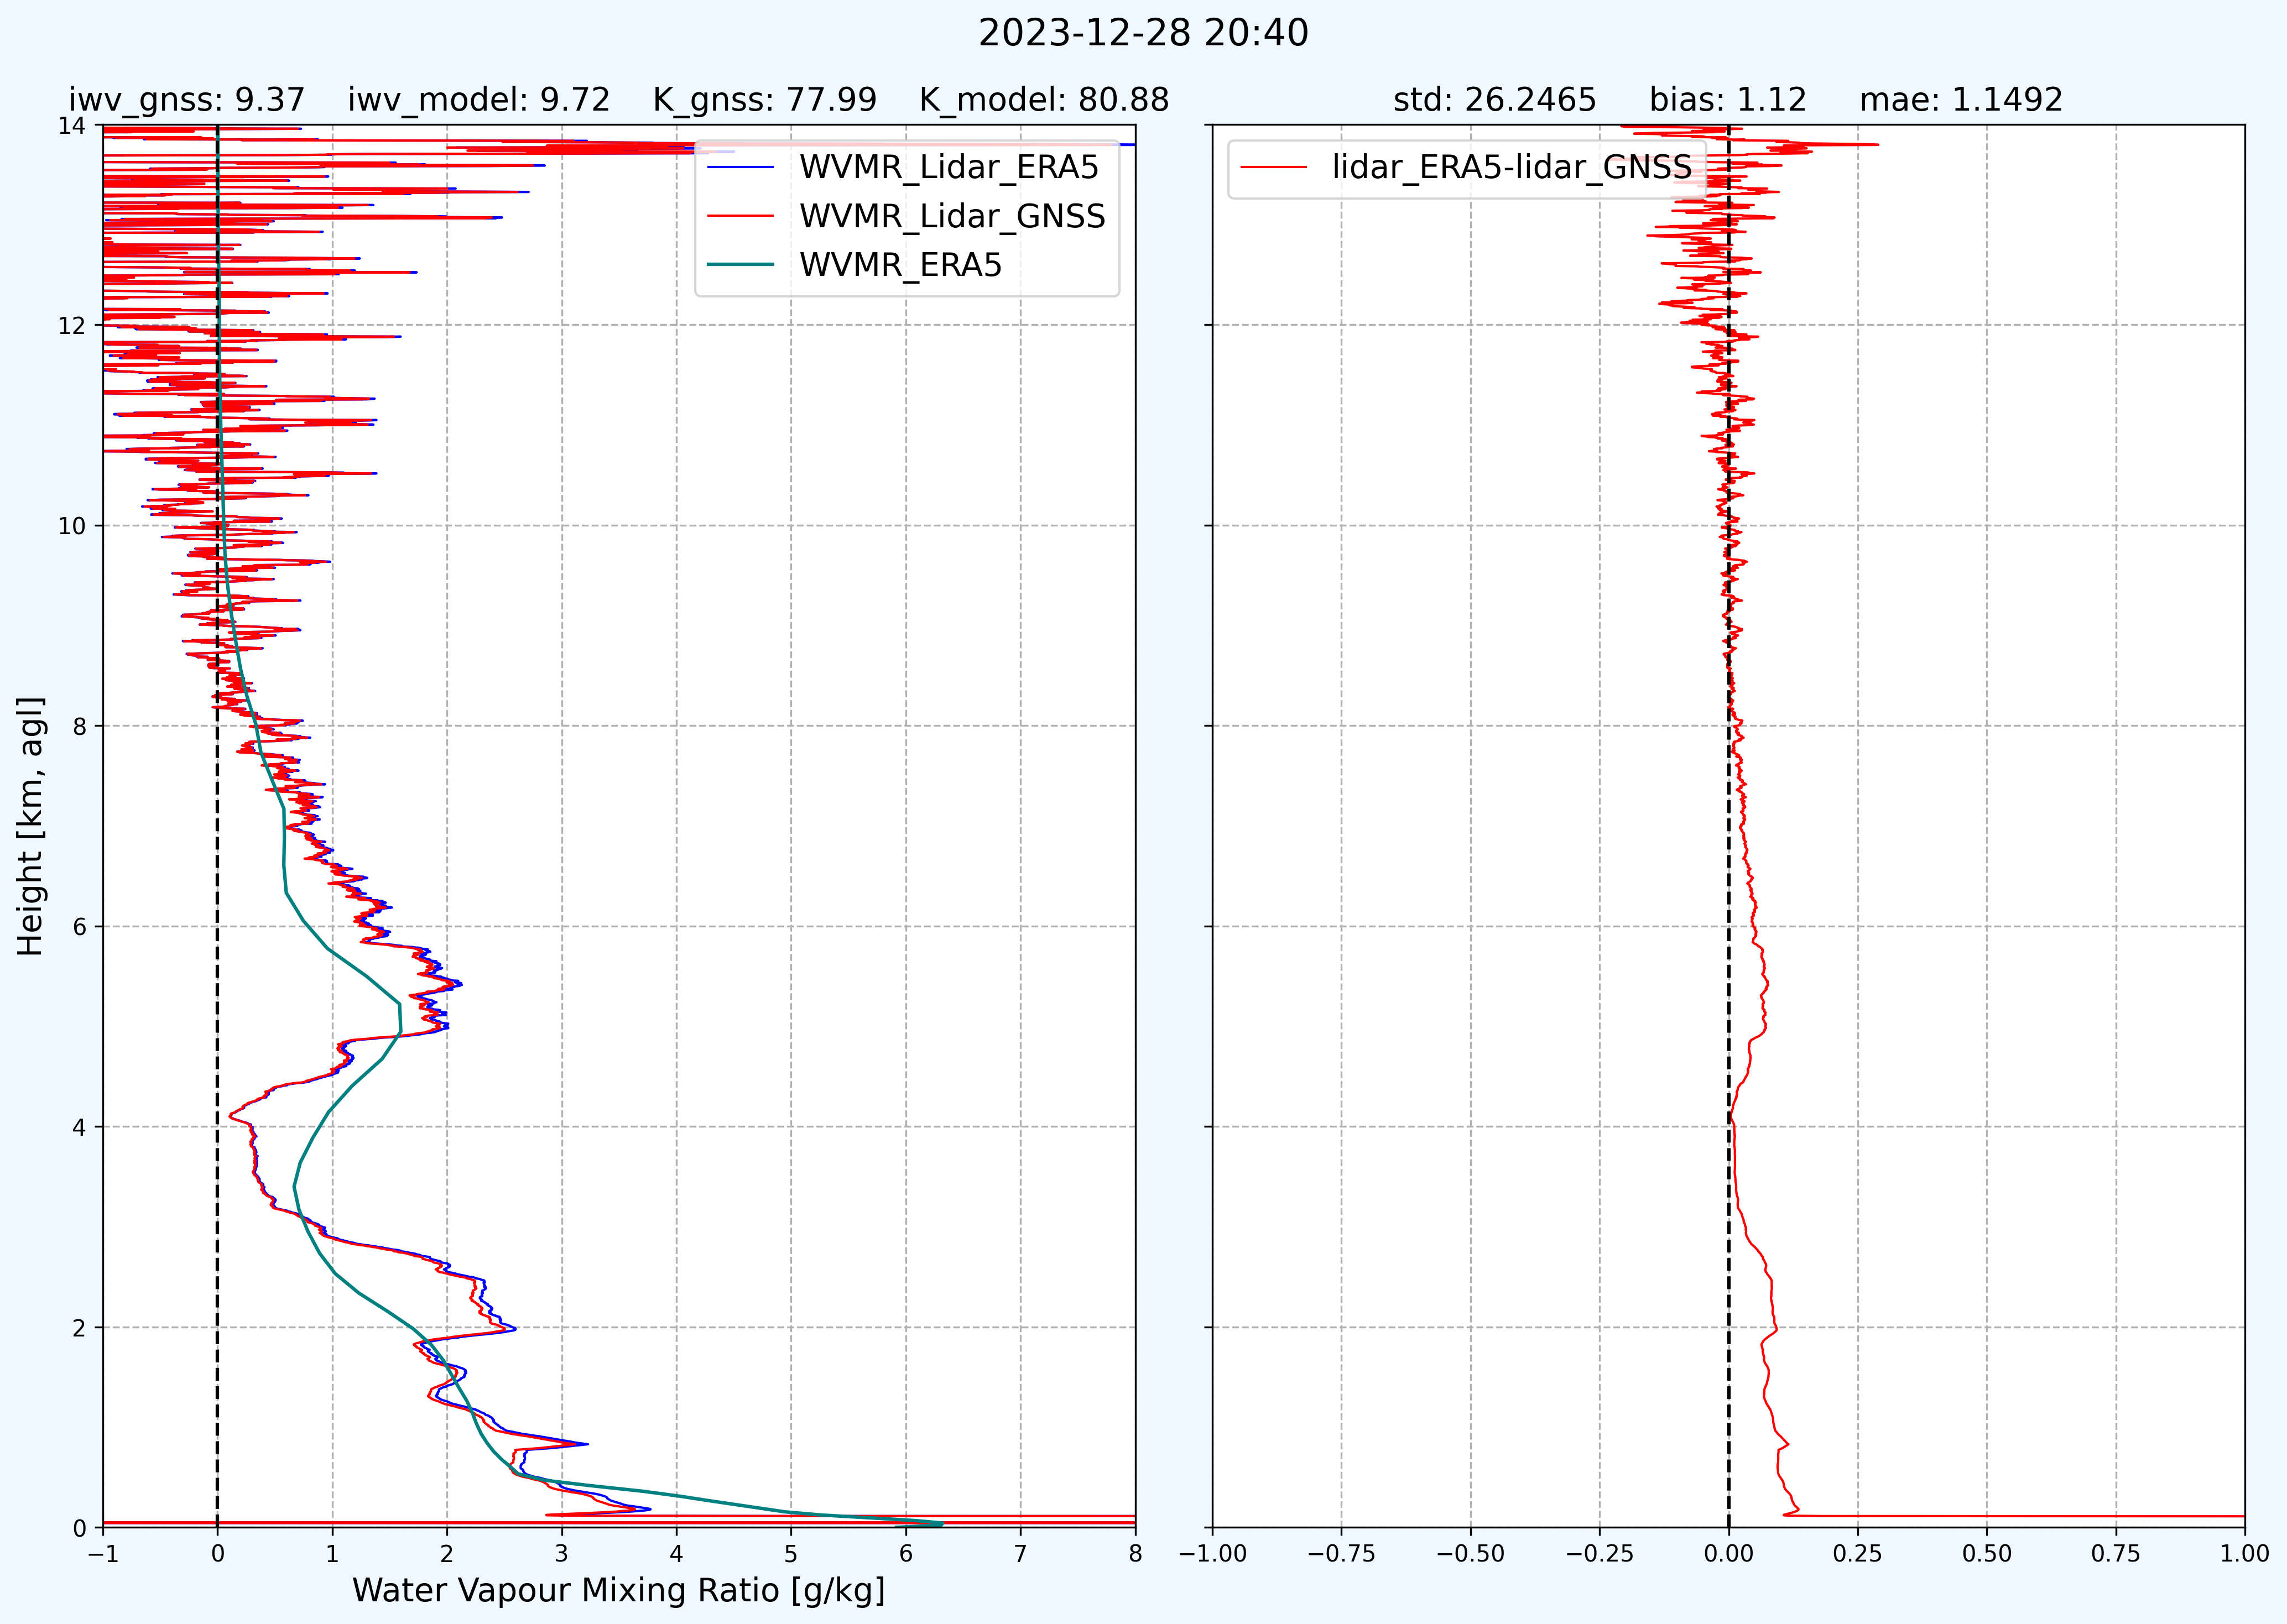 2023-12-28 20:40
iwv_gnss: 9.37 iwv_model: 9.72 K_gnss: 77.99 K_model: 80.88
std: 26.2465 bias: 1.12 mae: 1.1492
WVMR_Lidar_ERA5
WVMR_Lidar_GNSS
WVMR_ERA5
lidar_ERA5-lidar_GNSS
Height [km, agl]
14
12
10
8
6
4
2
0
−1 0 1 2 3 4 5 6 7 8
Water Vapour Mixing Ratio [g/kg]
−1.00 −0.75 −0.50 −0.25 0.00 0.25 0.50 0.75 1.00